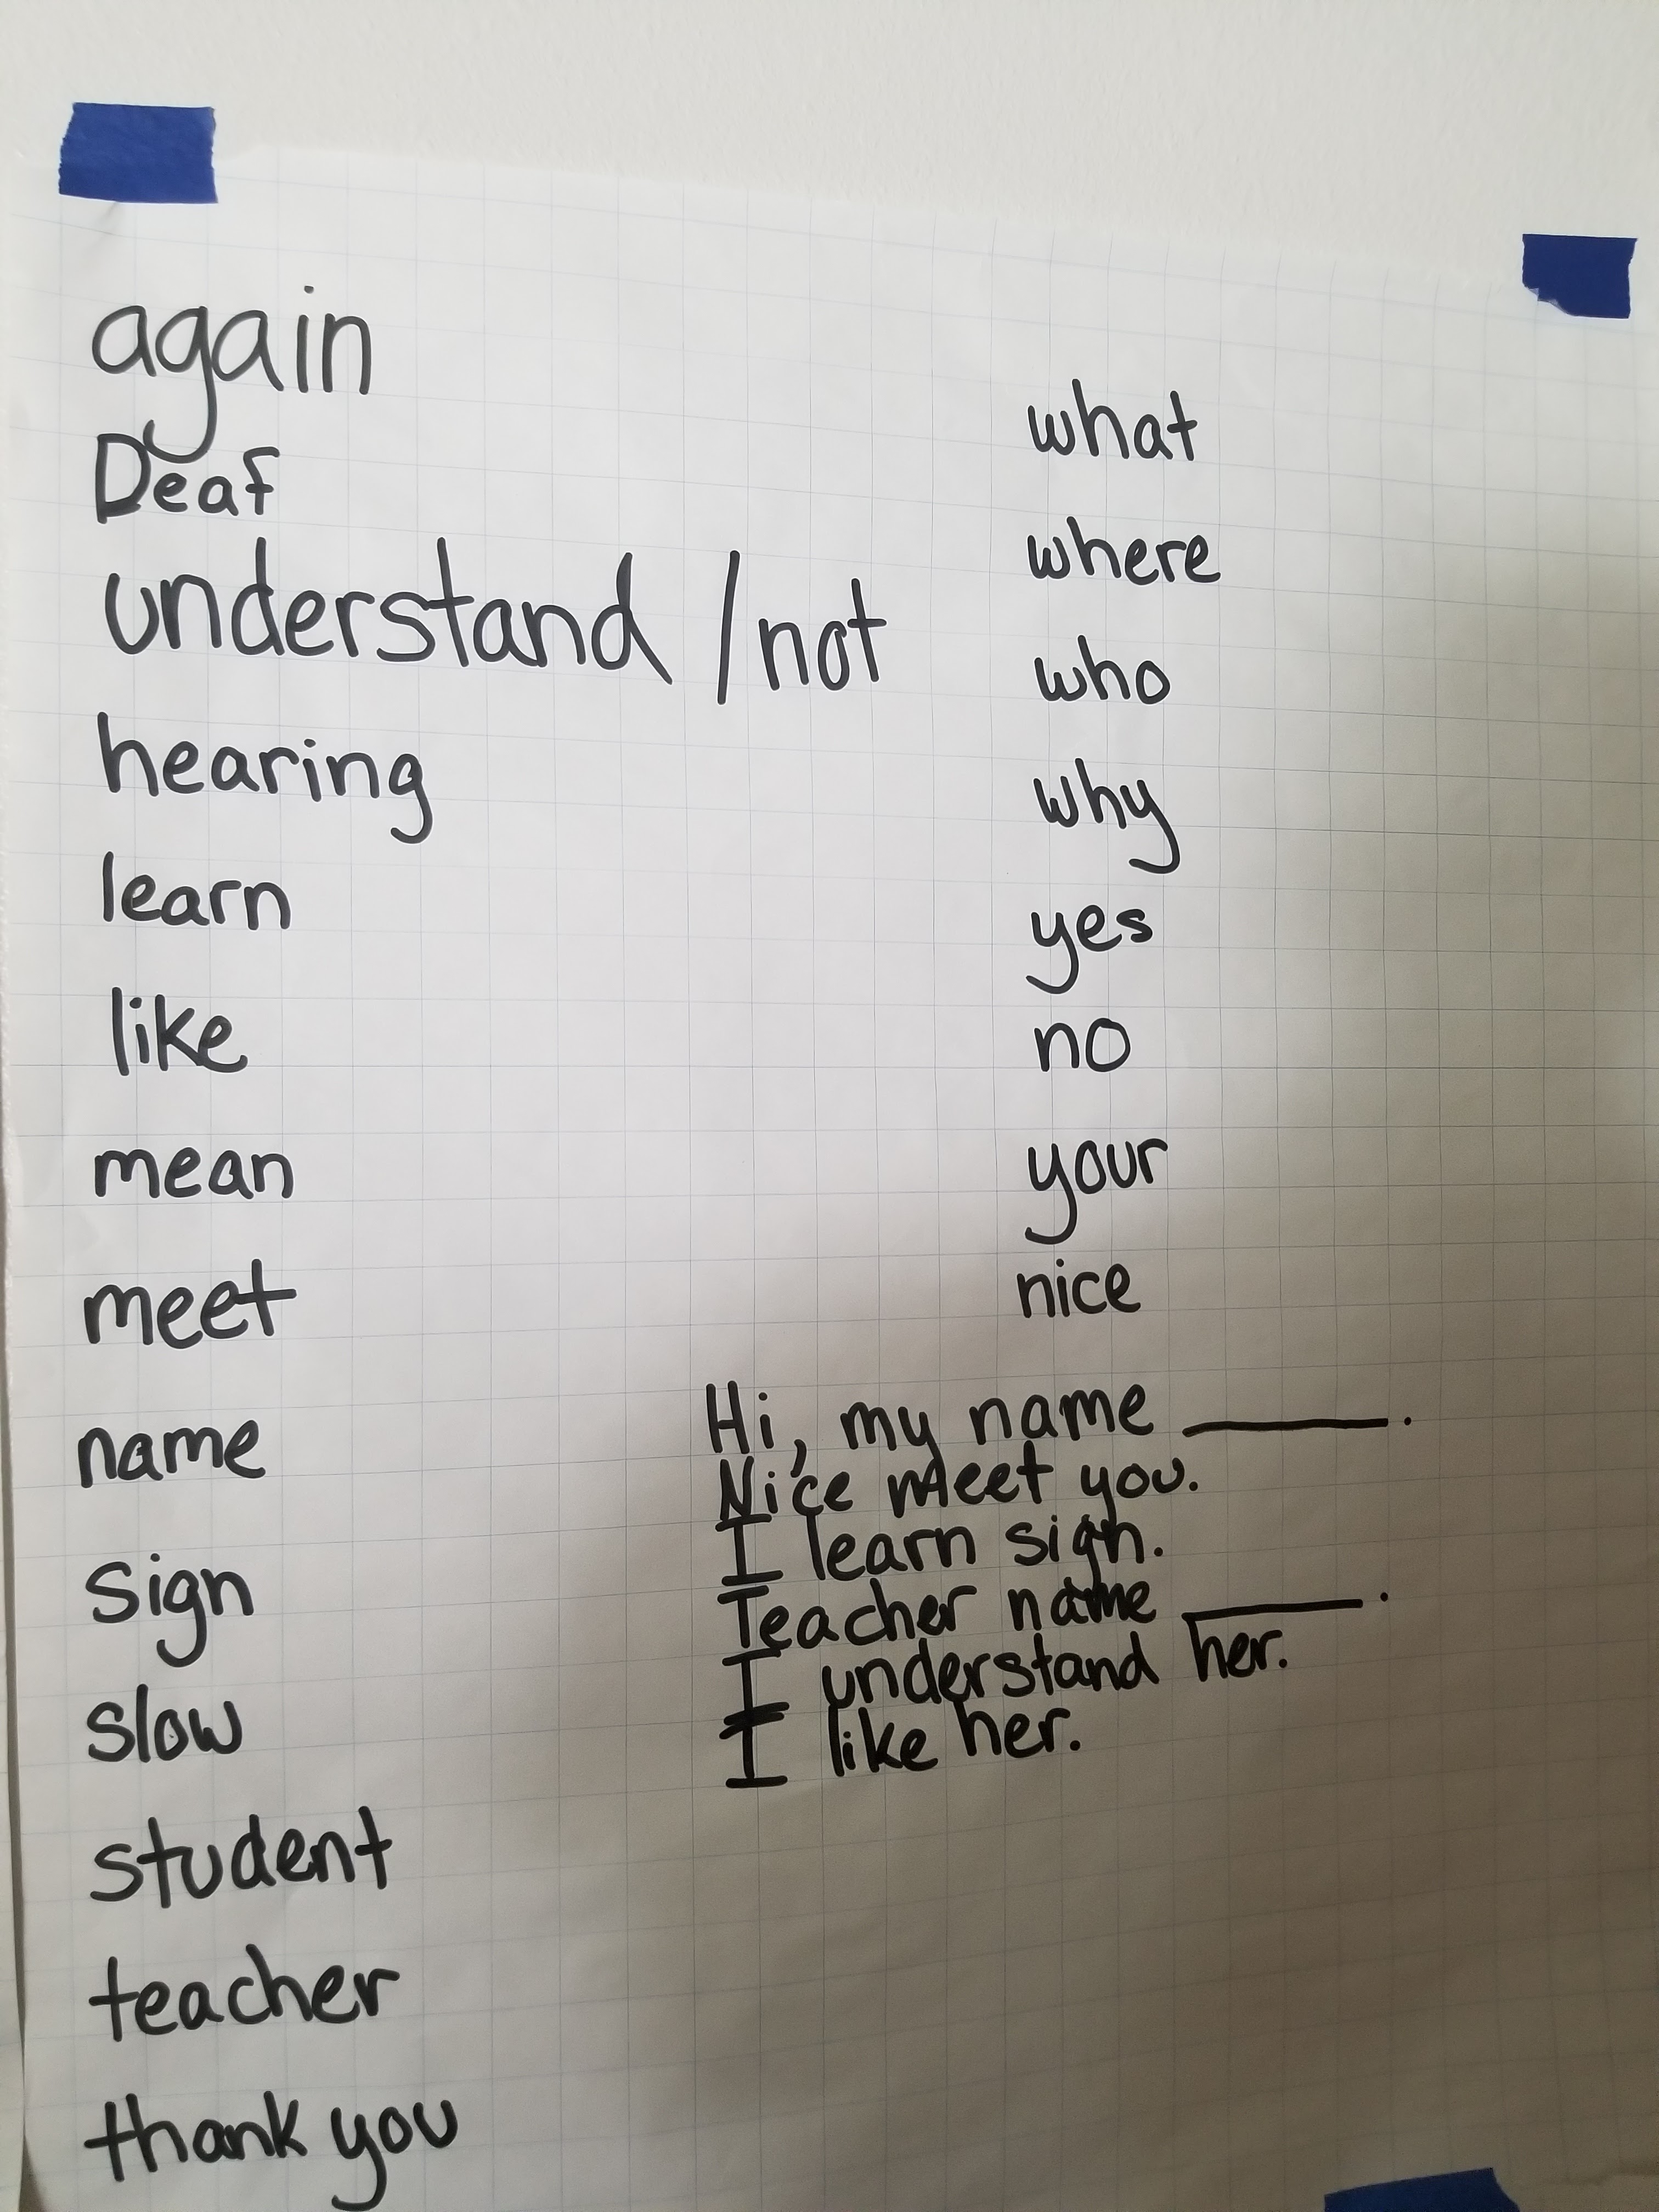 again
Deaf
understand / not
hearing
learn
like
mean
meet
name
sign
slow
student
teacher
thank you
what
where
who
why
yes
no
your
nice
Hi, my name ______.
Nice meet you.
I learn sign.
Teacher name ______.
I understand her.
I like her.